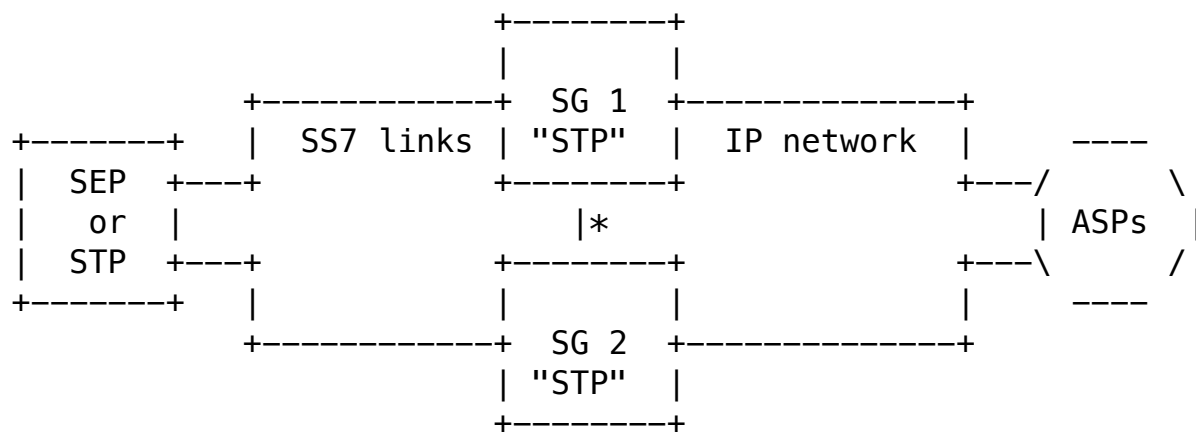 SG 1
SS7 links "STP" IP network
SEP
or * ASPs
STP
SG 2
"STP"